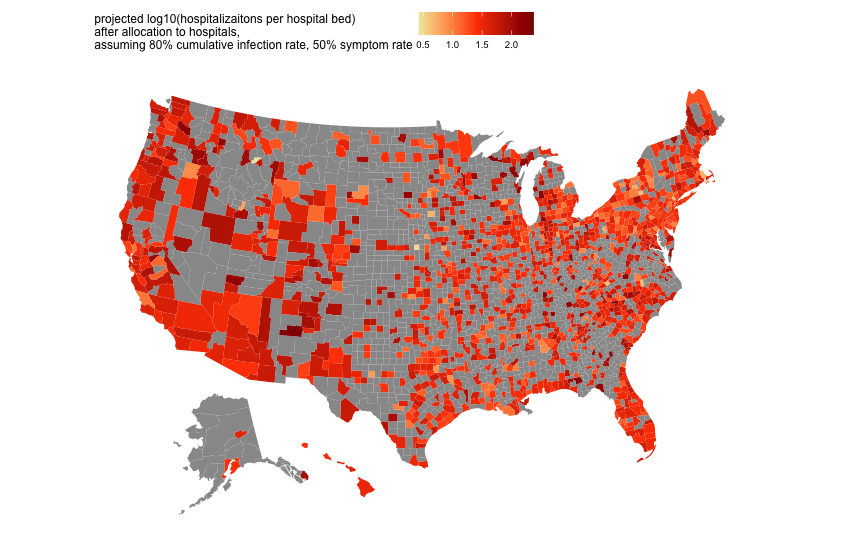 projected log10(hospitalizaitons per hospital bed)
after allocation to hospitals,
assuming 80% cumulative infection rate, 50% symptom rate
0.5 1.0 1.5 2.0